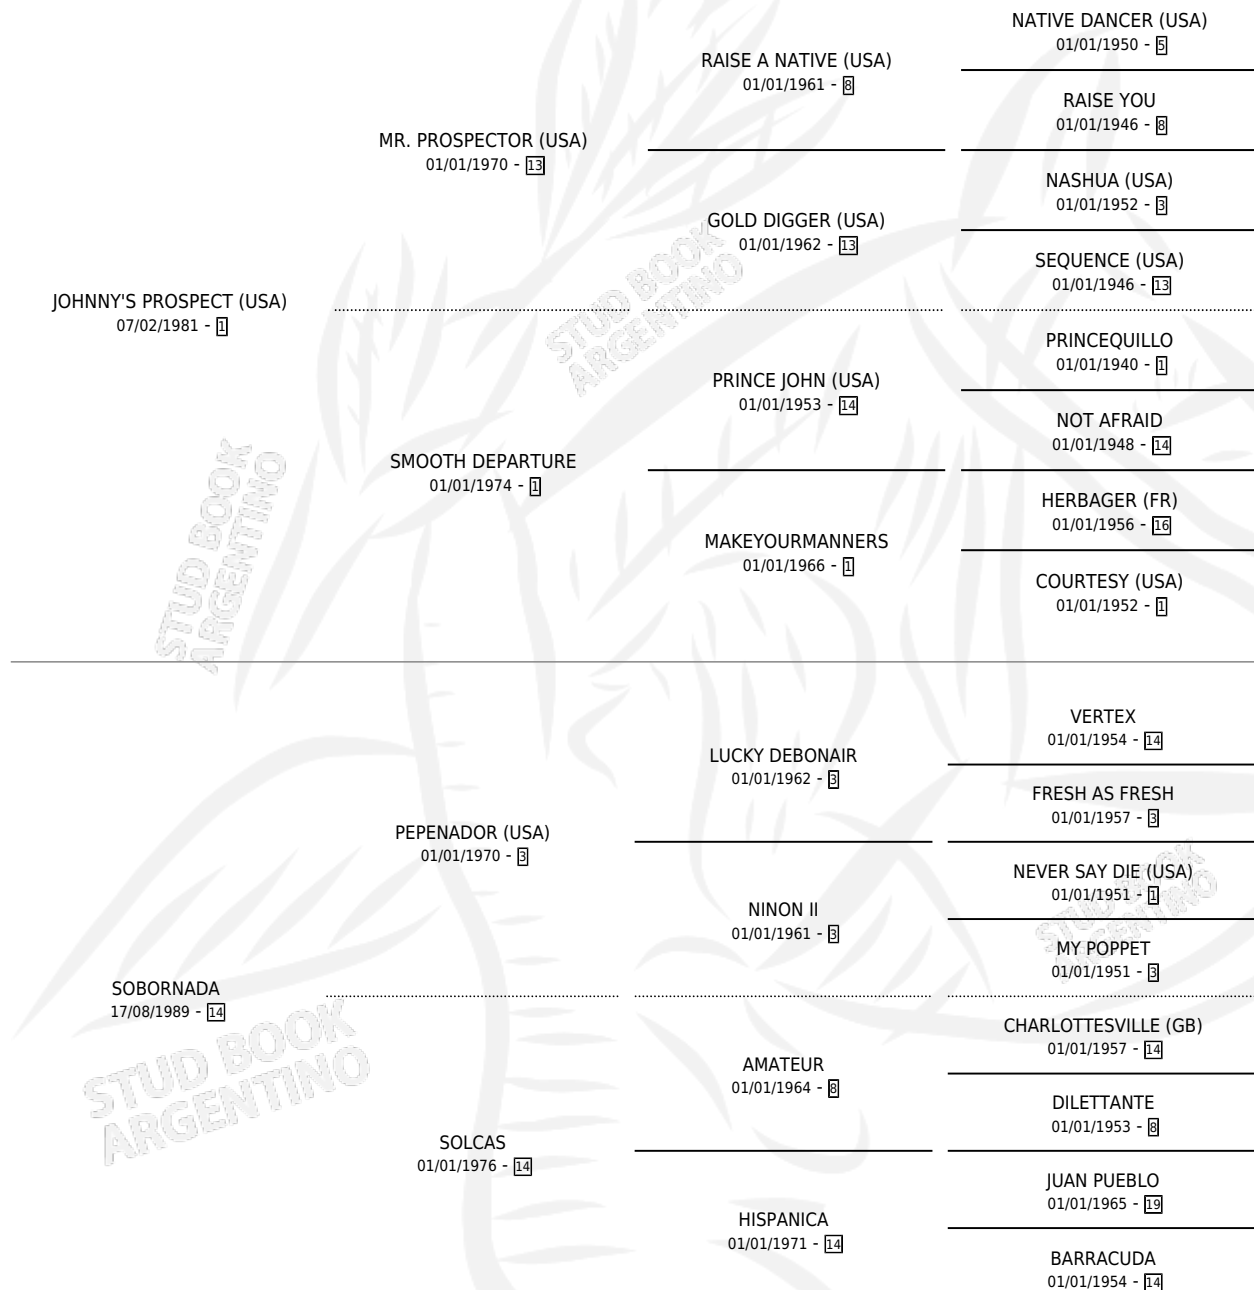 NATIVE DANCER (USA)
01/01/1950 - 5
RAISE A NATIVE (USA)
01/01/1961 - 8
RAISE YOU
01/01/1946 - 8
MR. PROSPECTOR (USA)
01/01/1970 - 13
NASHUA (USA)
01/01/1952 - 3
GOLD DIGGER (USA)
01/01/1962 - 13
SEQUENCE (USA)
01/01/1946 - 13
JOHNNY'S PROSPECT (USA)
07/02/1981 - 1
PRINCEQUILLO
01/01/1940 - 1
PRINCE JOHN (USA)
01/01/1953 - 14
NOT AFRAID
01/01/1948 - 14
SMOOTH DEPARTURE
01/01/1974 - 1
HERBAGER (FR)
01/01/1956 - 16
MAKEYOURMANNERS
01/01/1966 - 1
COURTESY (USA)
01/01/1952 - 1
VERTEX
01/01/1954 - 14
LUCKY DEBONAIR
01/01/1962 - 3
FRESH AS FRESH
01/01/1957 - 3
PEPENADOR (USA)
01/01/1970 - 3
NEVER SAY DIE (USA)
01/01/1951 - 1
NINON II
01/01/1961 - 3
MY POPPET
01/01/1951 - 3
SOBORNADA
17/08/1989 - 14
CHARLOTTESVILLE (GB)
01/01/1957 - 14
AMATEUR
01/01/1964 - 8
DILETTANTE
01/01/1953 - 8
SOLCAS
01/01/1976 - 14
JUAN PUEBLO
01/01/1965 - 19
HISPANICA
01/01/1971 - 14
BARRACUDA
01/01/1954 - 14
STUD BOOK
ARGENTINO
STUD BOOK
ARGENTINO
STUD BOOK
ARGENTINO
STUD BOOK
ARGENTINO